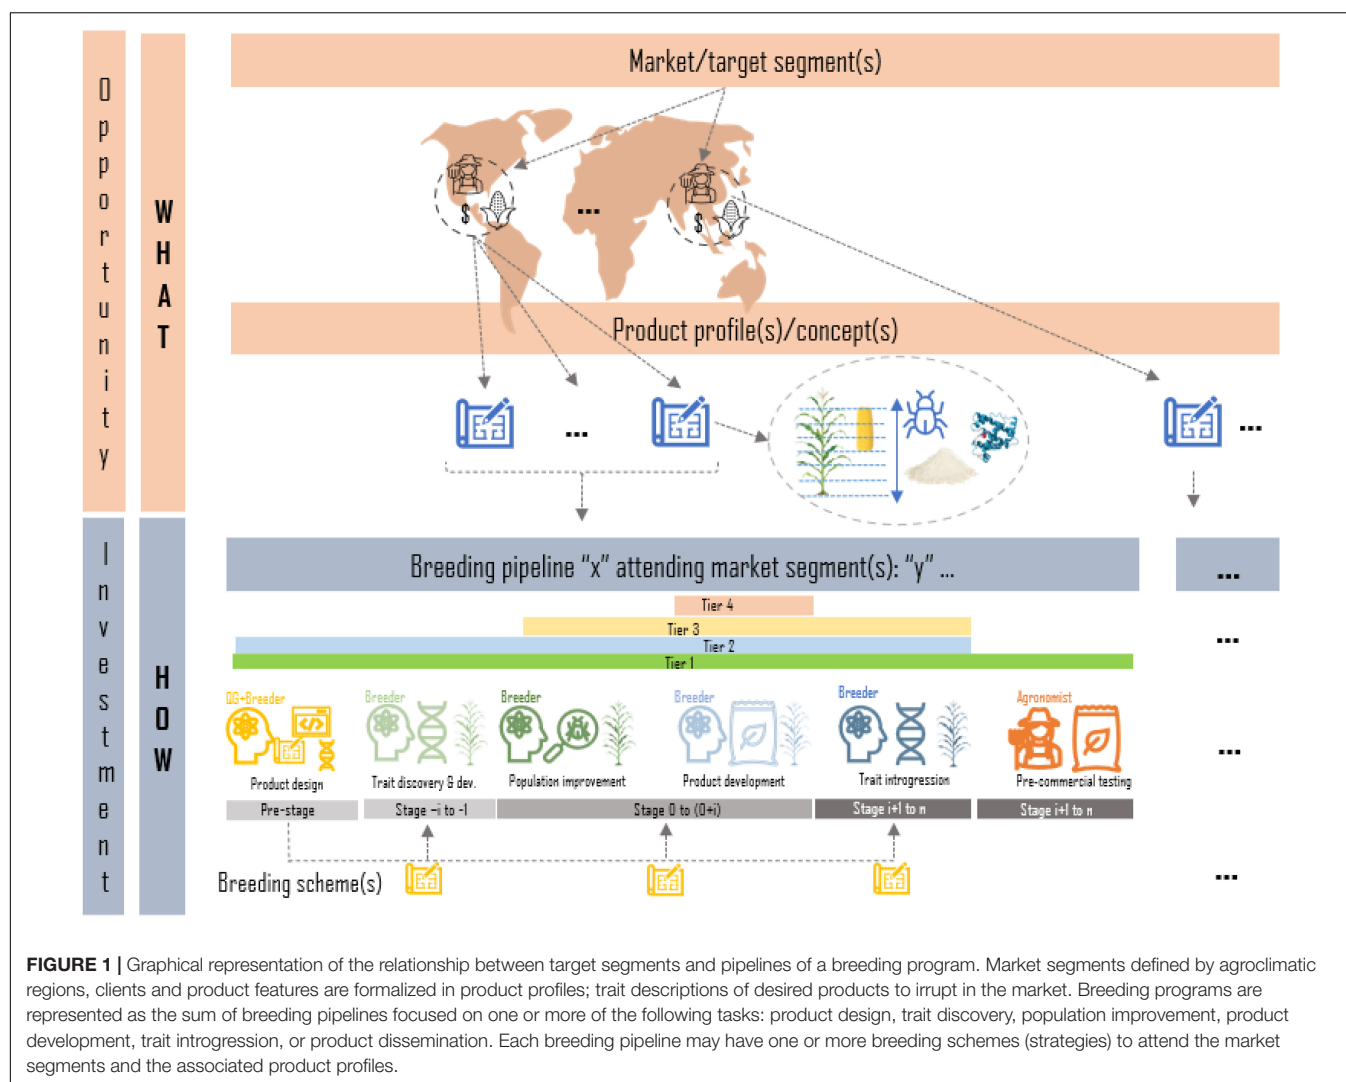 Opportunity
WHAT
Market/target segment(s)
$
...
$
Product profile(s)/concept(s)
...
...
Investment
HOW
Breeding pipeline “x” attending market segment(s): “y” ...
...
Tier 4
Tier 3
Tier 2
Tier 1
...
QG+Breeder
Breeder
Breeder
Breeder
Breeder
Agronomist
</>
Product design
Trait discovery & dev.
Population improvement
Product development
Trait introgression
Pre-commercial testing
...
Pre-stage
Stage –i to -1
Stage 0 to (0+i)
Stage i+1 to n
Stage i+1 to n
Breeding scheme(s)
...
FIGURE 1 | Graphical representation of the relationship between target segments and pipelines of a breeding program. Market segments defined by agroclimatic
regions, clients and product features are formalized in product profiles; trait descriptions of desired products to irrupt in the market. Breeding programs are
represented as the sum of breeding pipelines focused on one or more of the following tasks: product design, trait discovery, population improvement, product
development, trait introgression, or product dissemination. Each breeding pipeline may have one or more breeding schemes (strategies) to attend the market
segments and the associated product profiles.